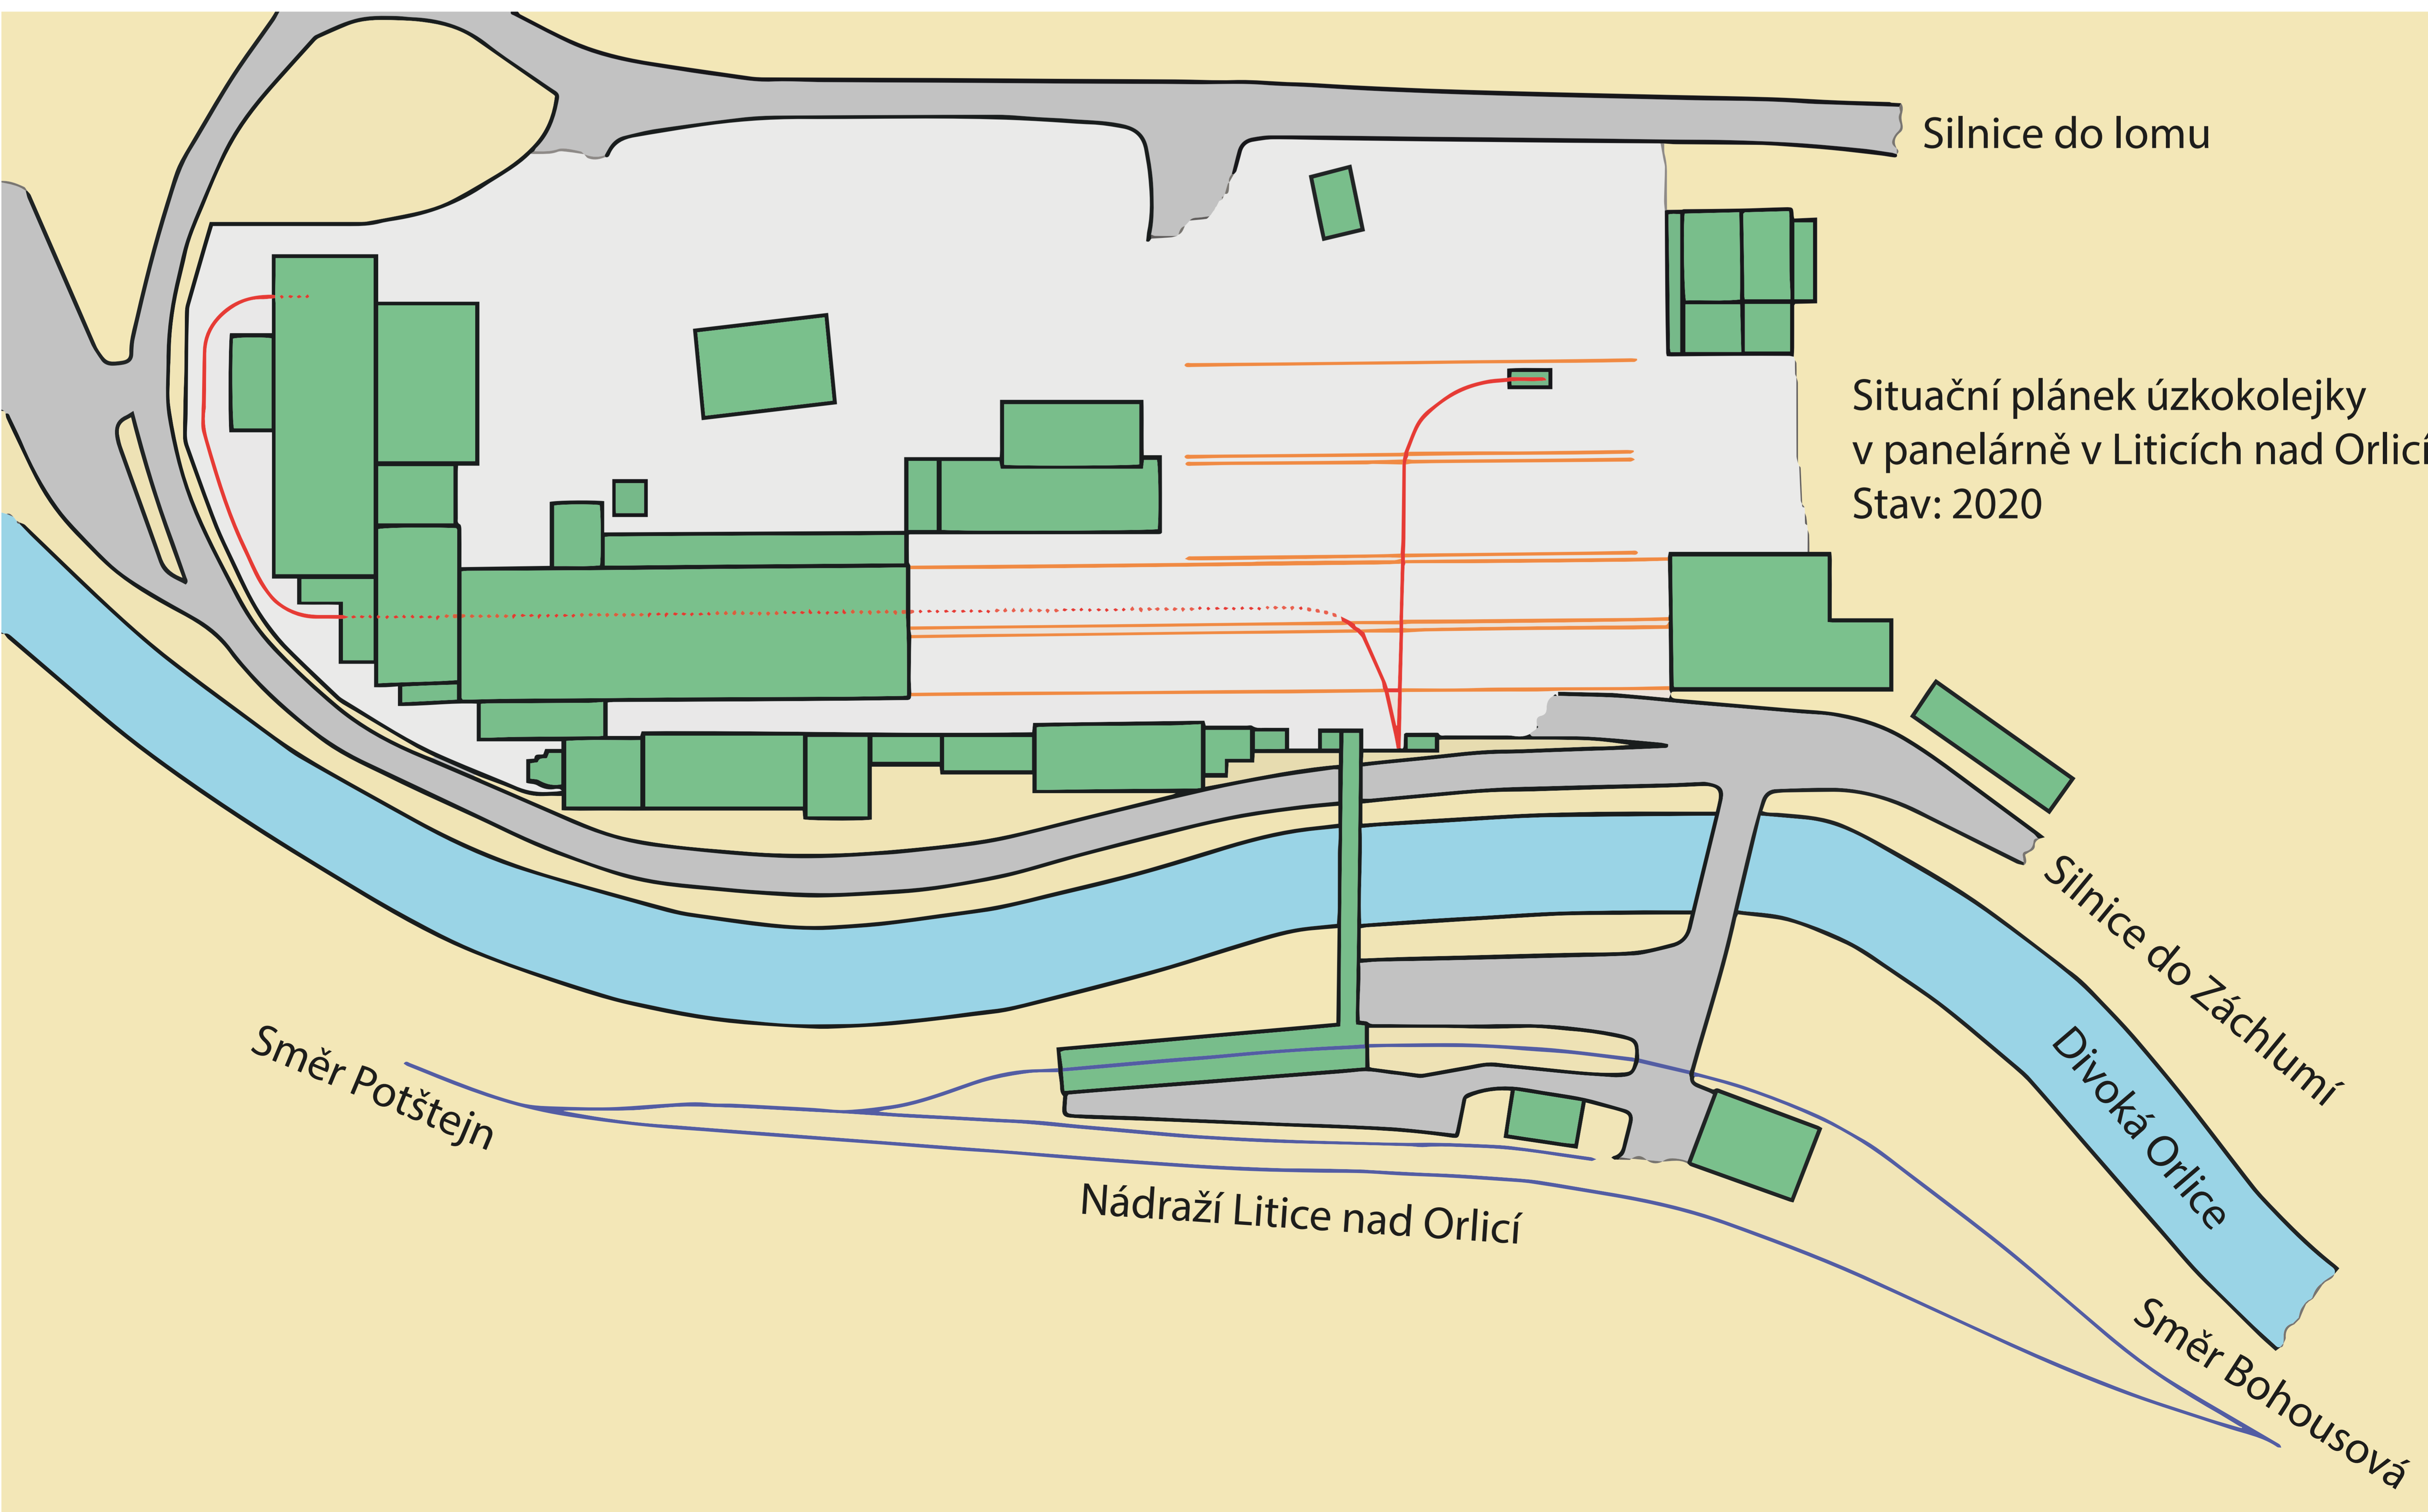 Silnice do lomu
Situační plánek úzkokolejky
v panelárně v Liticích nad Orlicí
Stav: 2020
Silnice do Záchlumí
Divoká Orlice
Směr Potštejn
Nádraží Litice nad Orlicí
Směr Bohousová